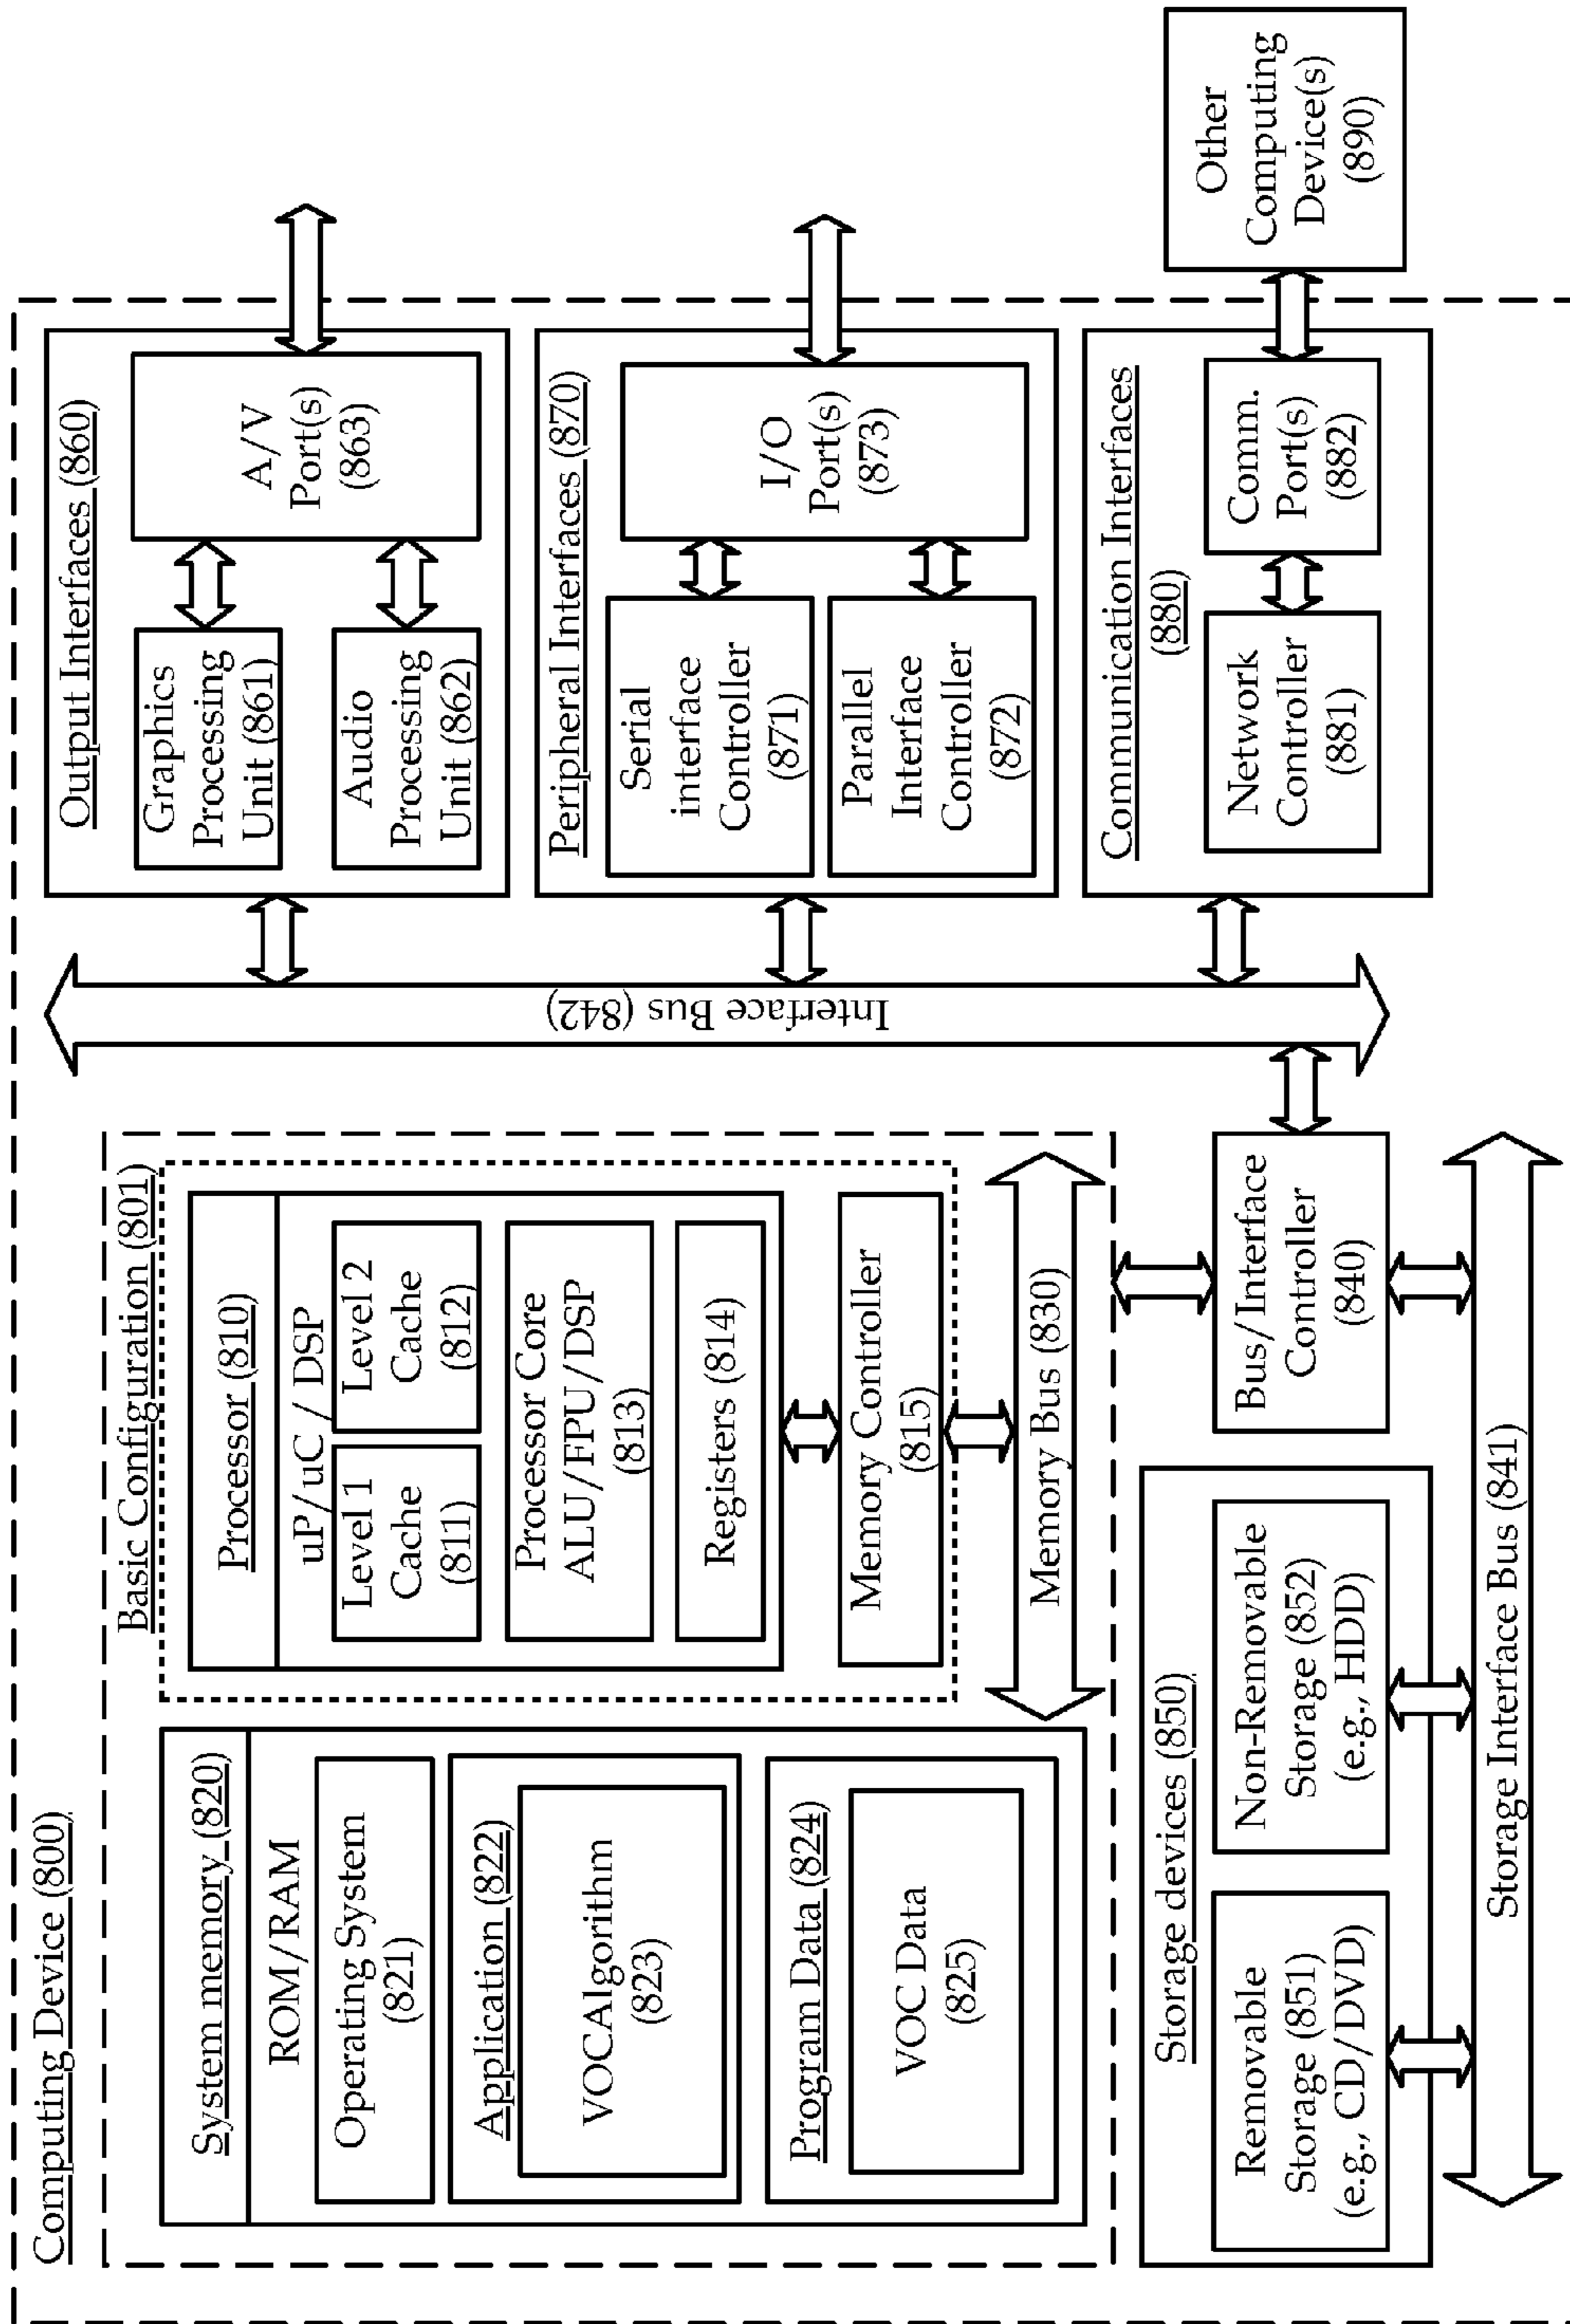 Computing Device (800)
Basic Configuration (801)
System memory (820)
ROM/RAM
Operating System
(821)
Application (822)
VOCAlgorithm
(823)
Program Data (824)
VOC Data
(825)
Processor (810)
uP/uC / DSP
Level 1
Cache
(811)
Level 2
Cache
(812)
Processor Core
ALU/FPU/DSP
(813)
Registers (814)
Memory Controller
(815)
Memory Bus (830)
Bus/Interface
Controller
(840)
Storage devices (850)
Removable
Storage (851)
(e.g., CD/DVD)
Non-Removable
Storage (852)
(e.g., HDD)
Storage Interface Bus (841)
Interface Bus (842)
Output Interfaces (860)
Graphics
Processing
Unit (861)
Audio
Processing
Unit (862)
A/V
Port(s)
(863)
Peripheral Interfaces (870)
Serial
interface
Controller
(871)
Parallel
Interface
Controller
(872)
I/O
Port(s)
(873)
Communication Interfaces
(880)
Network
Controller
(881)
Comm.
Port(s)
(882)
Other
Computing
Device(s)
(890)